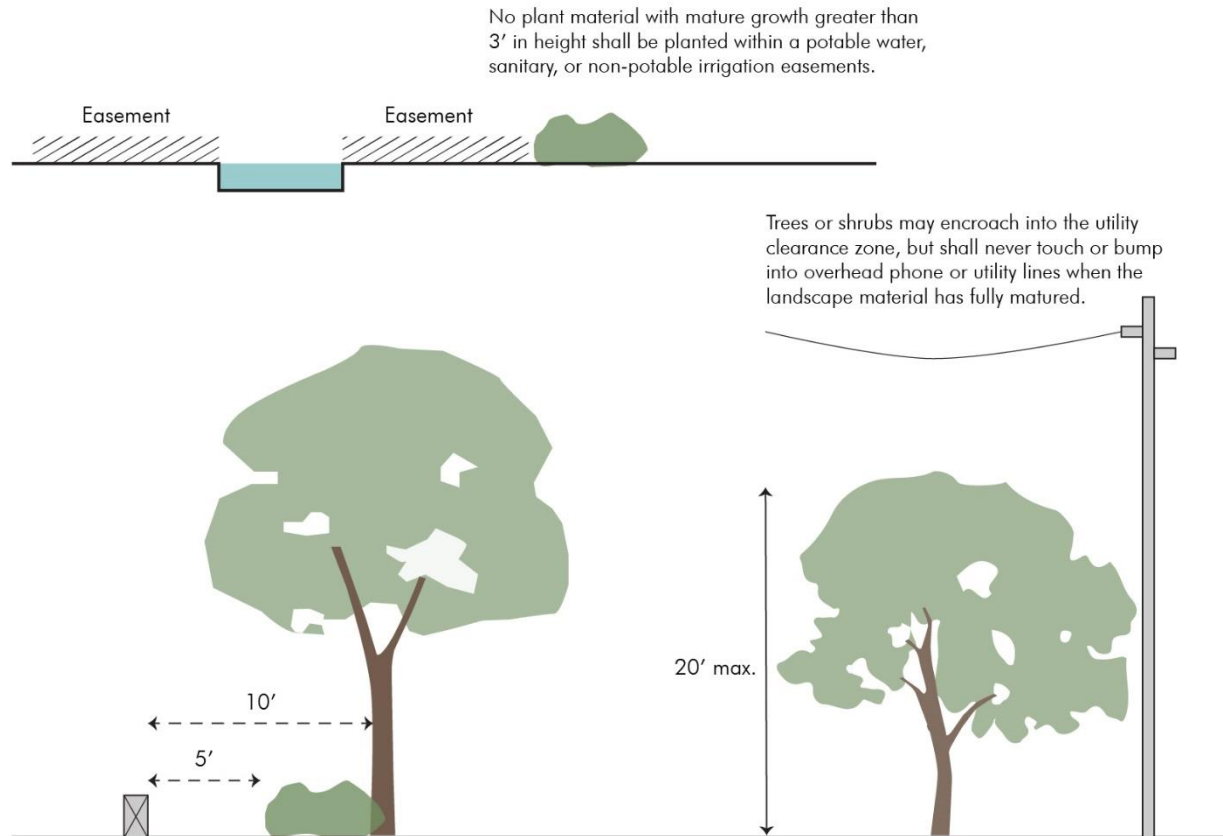 No plant material with mature growth greater than
3’ in height shall be planted within a potable water,
sanitary, or non-potable irrigation easements.
Easement
Easement
Trees or shrubs may encroach into the utility
clearance zone, but shall never touch or bump
into overhead phone or utility lines when the
landscape material has fully matured.
20’ max.
10’
5’